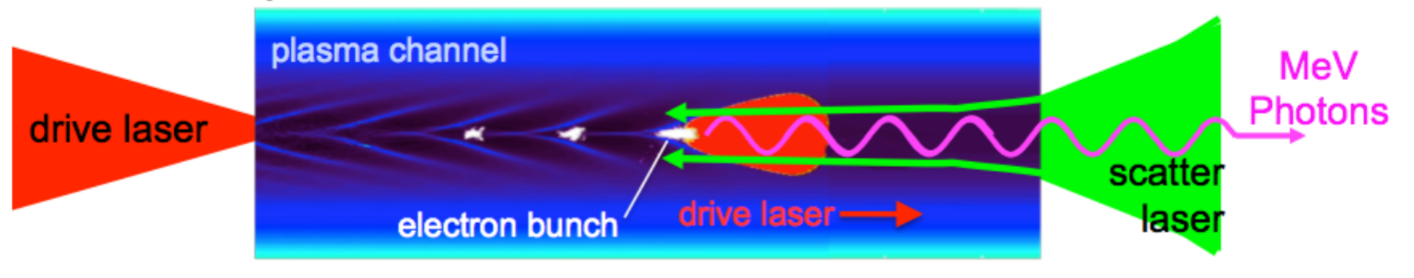 plasma channel
drive laser
electron bunch
drive laser
MeV
Photons
scatter
laser